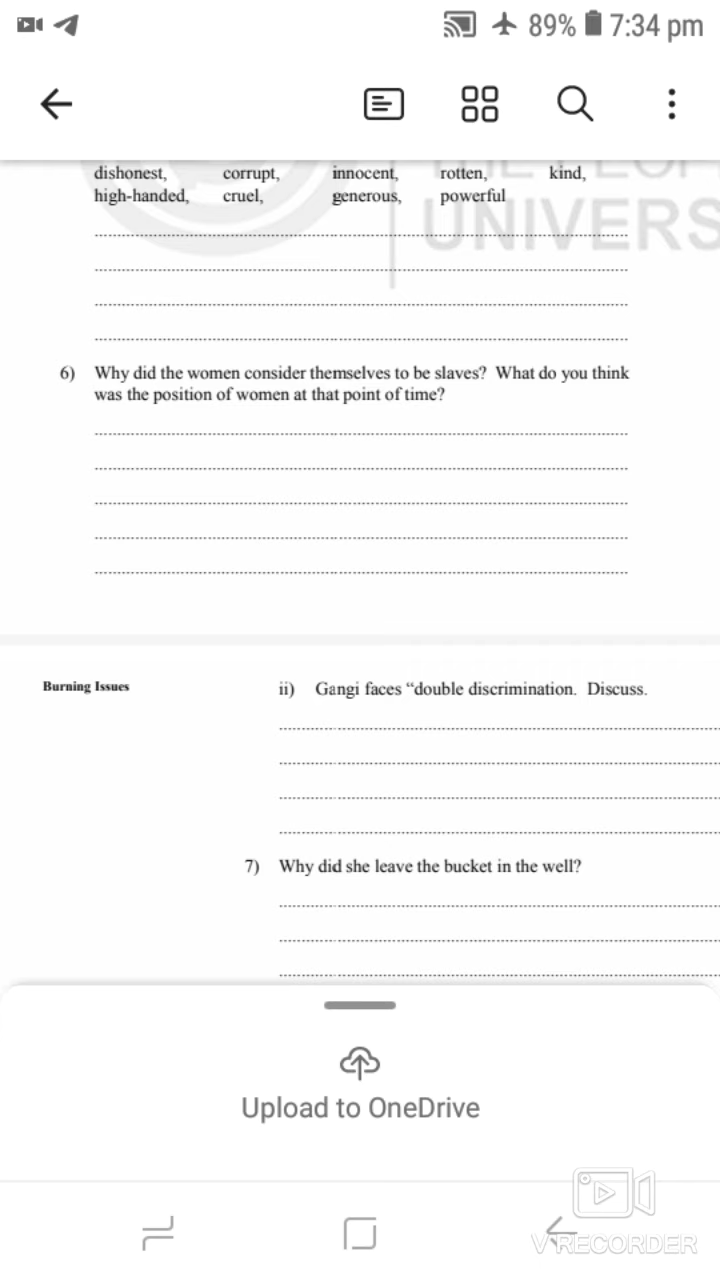 89% 7:34 pm
dishonest, corrupt, innocent, rotten, kind,
high-handed, cruel, generous, powerful
UNIVERS
6) Why did the women consider themselves to be slaves? What do you think
was the position of women at that point of time?
Burning Issues
ii) Gangi faces “double discrimination. Discuss.
7) Why did she leave the bucket in the well?
Upload to OneDrive
V RECORDER